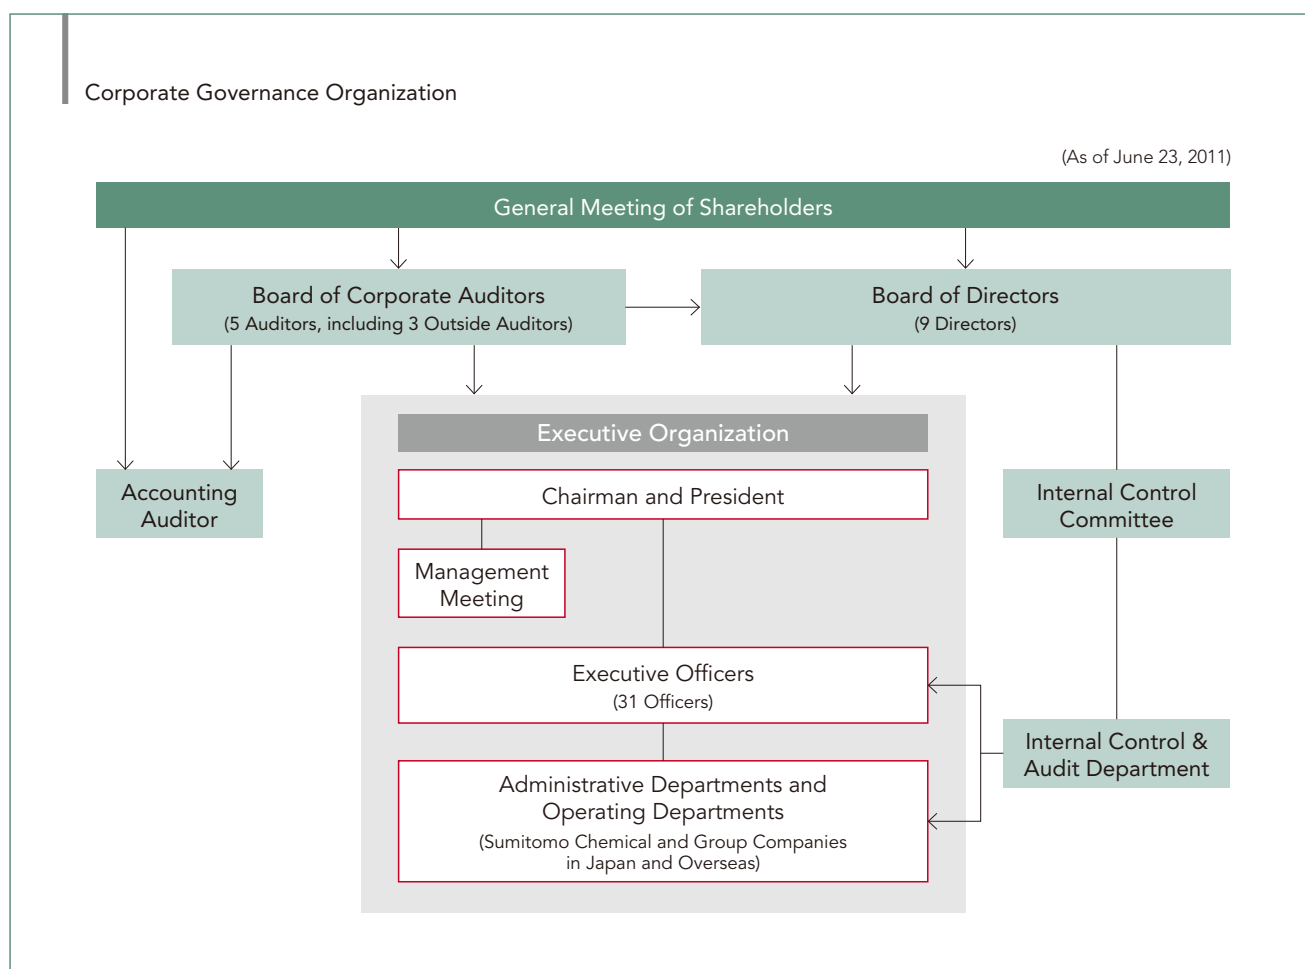 Corporate Governance Organization
(As of June 23, 2011)
General Meeting of Shareholders
Board of Corporate Auditors
(5 Auditors, including 3 Outside Auditors)
Board of Directors
(9 Directors)
Executive Organization
Chairman and President
Accounting
Auditor
Internal Control
Committee
Management
Meeting
Executive Officers
(31 Officers)
Internal Control &
Audit Department
Administrative Departments and
Operating Departments
(Sumitomo Chemical and Group Companies
in Japan and Overseas)